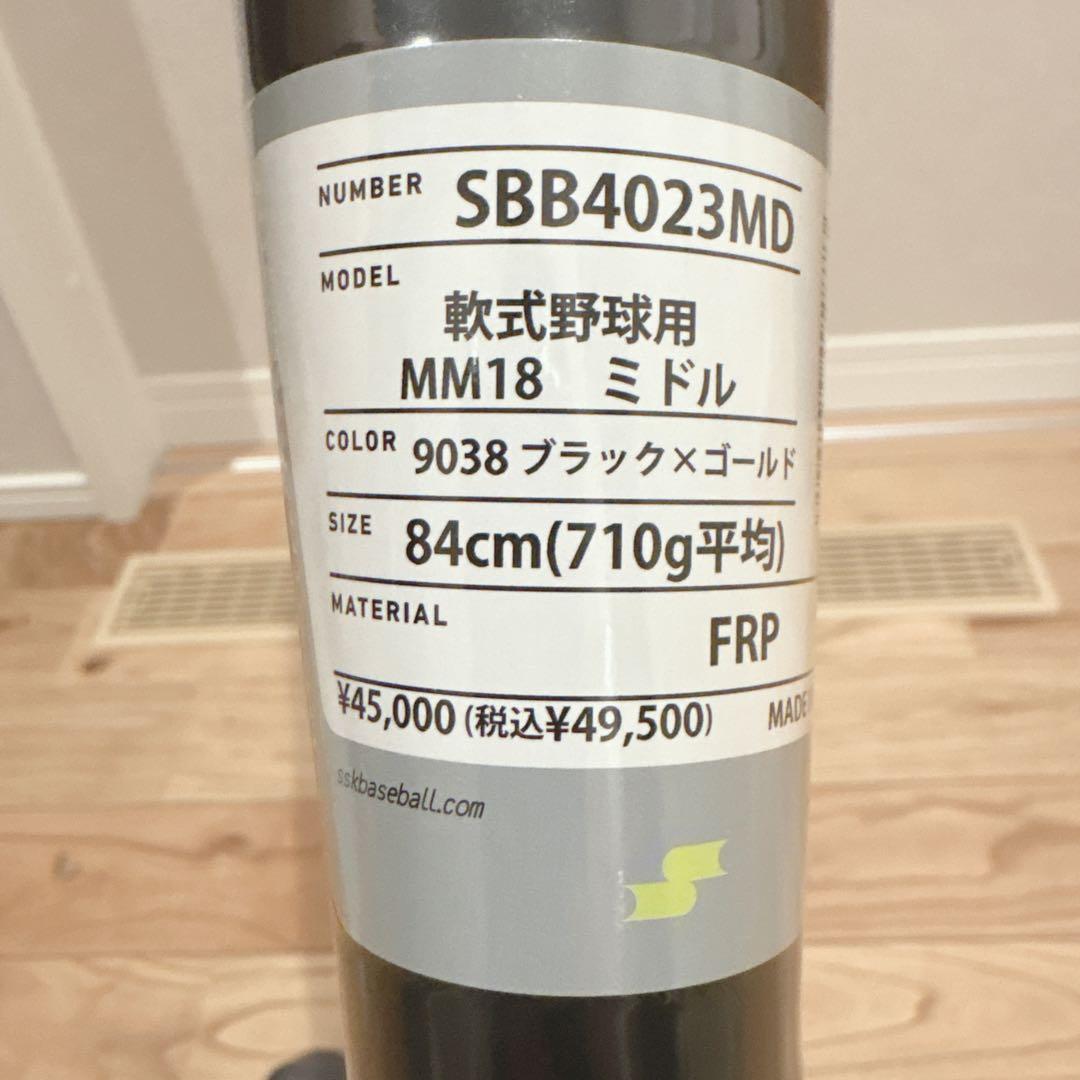 NUMBER SBB4023MD
MODEL
軟式野球用
MM18 ミドル
COLOR 9038 ブラック×ゴールド
SIZE 84cm(710g平均)
MATERIAL
FRP
¥45,000 (税込¥49,500) MADE
sskbaseball.com